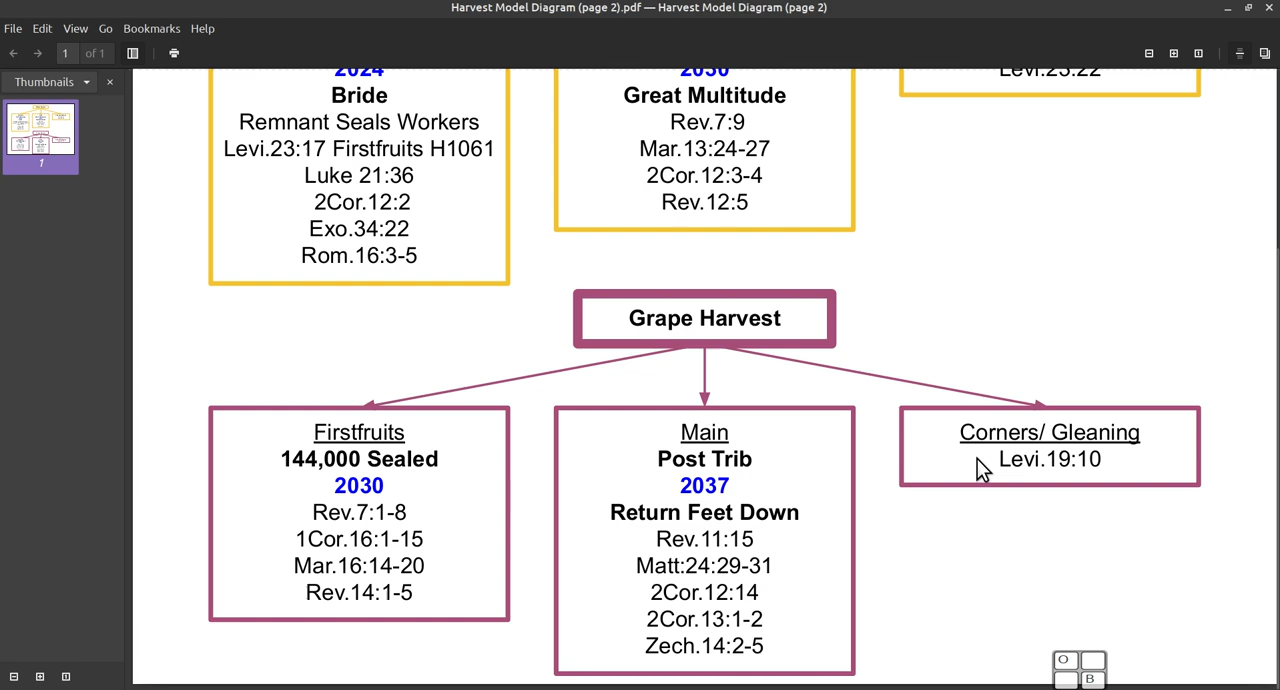 Harvest Model Diagram (page 2).pdf — Harvest Model Diagram (page 2)
File Edit View Go Bookmarks Help
1 of 1
Thumbnails
1
2024
Bride
Remnant Seals Workers
Levi.23:17 Firstfruits H1061
Luke 21:36
2Cor.12:2
Exo.34:22
Rom.16:3-5
2030
Great Multitude
Rev.7:9
Mar.13:24-27
2Cor.12:3-4
Rev.12:5
Levi.23:22
Grape Harvest
Firstfruits
144,000 Sealed
2030
Rev.7:1-8
1Cor.16:1-15
Mar.16:14-20
Rev.14:1-5
Main
Post Trib
2037
Return Feet Down
Rev.11:15
Matt:24:29-31
2Cor.12:14
2Cor.13:1-2
Zech.14:2-5
Corners/ Gleaning
Levi.19:10
O
B